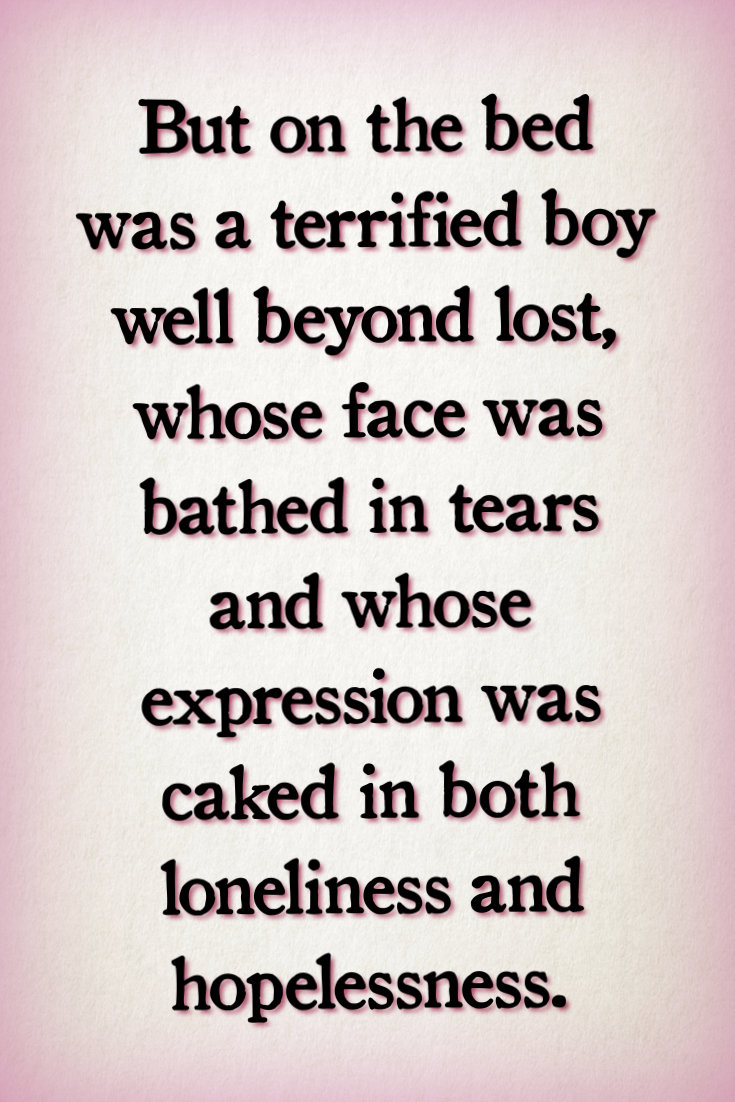 But on the bed
was a terrified boy
well beyond lost,
whose face was
bathed in tears
and whose
expression was
caked in both
loneliness and
hopelessness.